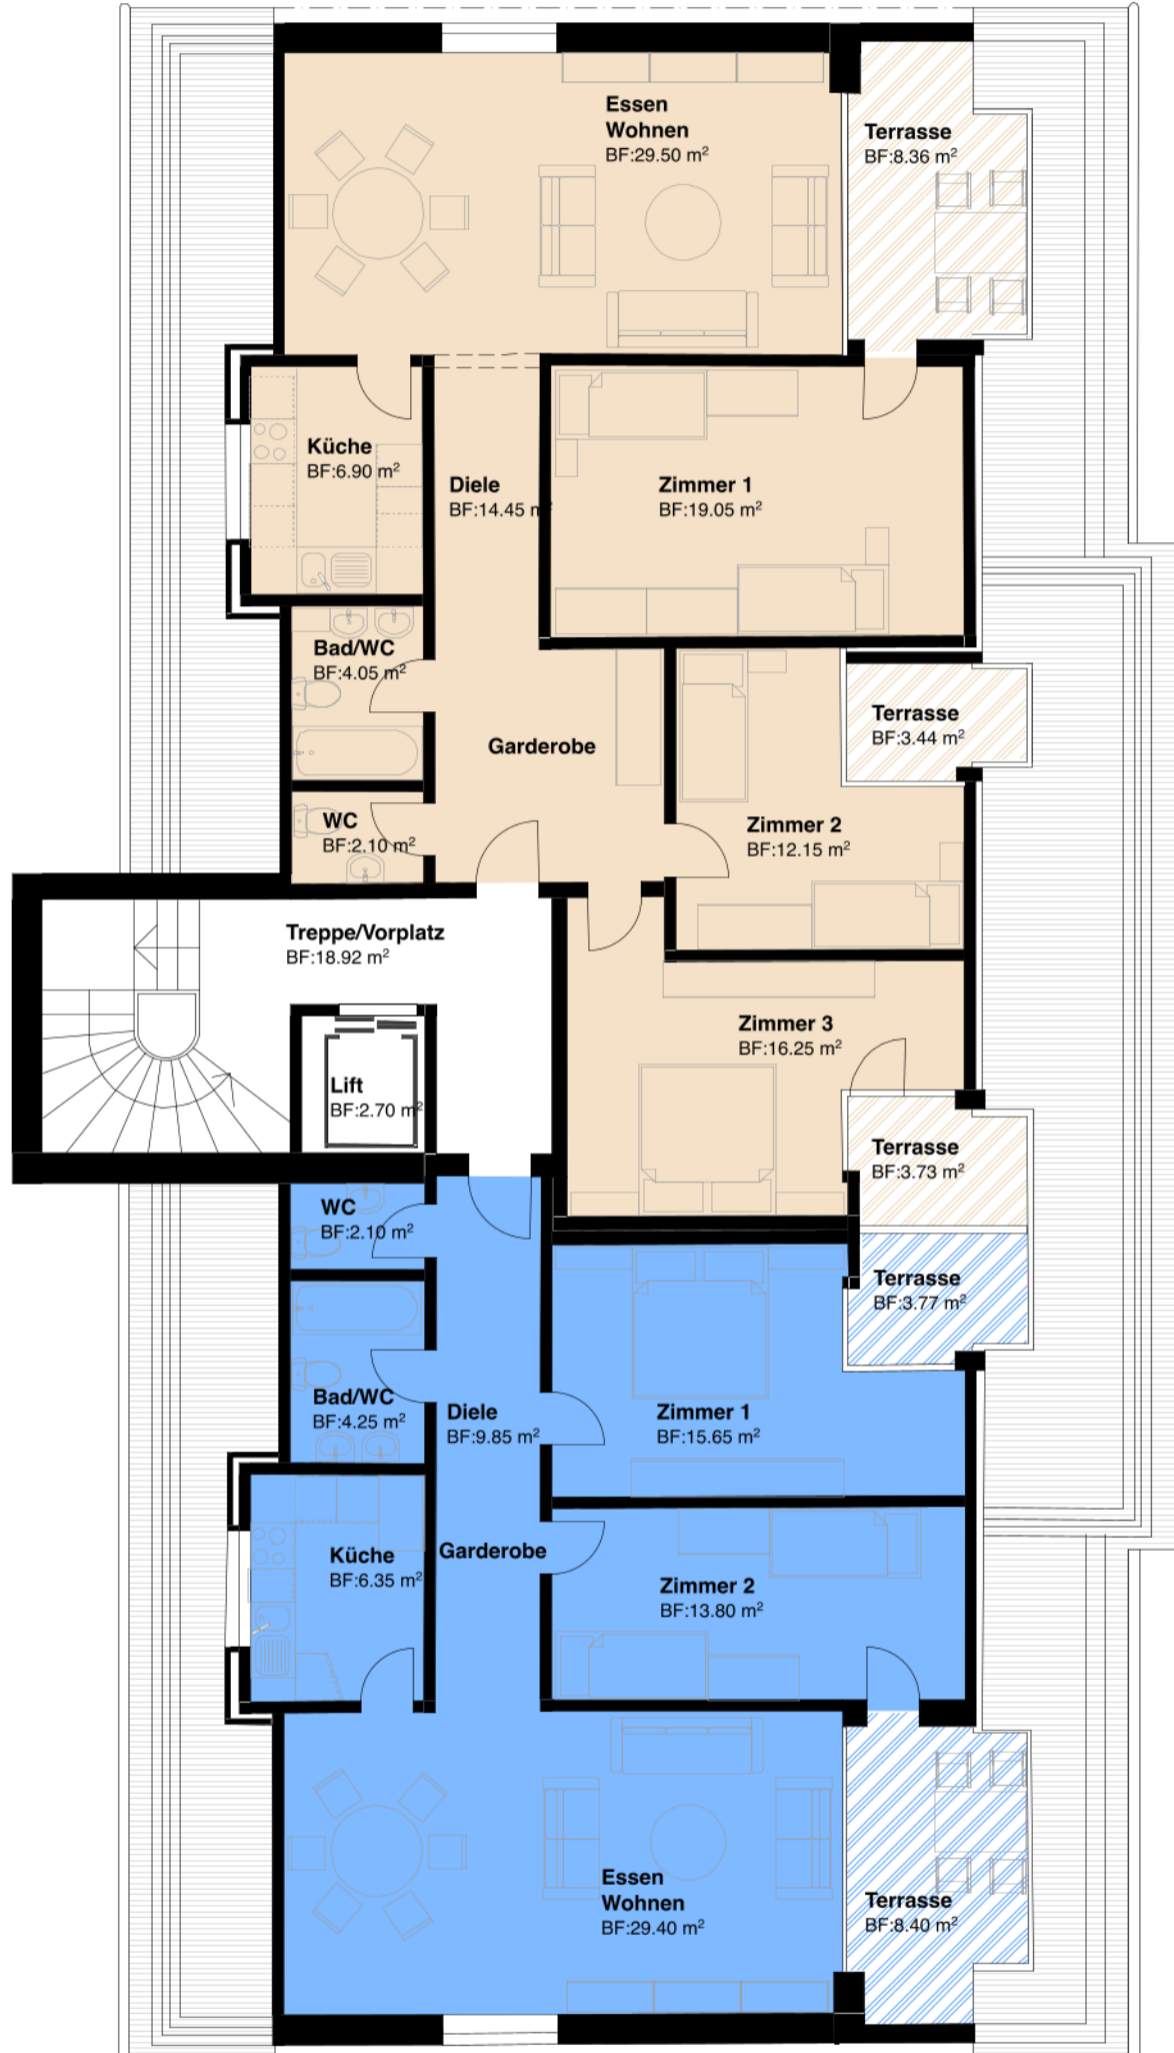 Essen
Wohnen
BF:29.50 m²
Terrasse
BF:8.36 m²
Küche
BF:6.90 m²
Diele
BF:14.45 m²
Zimmer 1
BF:19.05 m²
Bad/WC
BF:4.05 m²
Garderobe
Terrasse
BF:3.44 m²
WC
BF:2.10 m²
Zimmer 2
BF:12.15 m²
Treppe/Vorplatz
BF:18.92 m²
Zimmer 3
BF:16.25 m²
Lift
BF:2.70 m²
Terrasse
BF:3.73 m²
WC
BF:2.10 m²
Terrasse
BF:3.77 m²
Bad/WC
BF:4.25 m²
Diele
BF:9.85 m²
Zimmer 1
BF:15.65 m²
Küche
BF:6.35 m²
Garderobe
Zimmer 2
BF:13.80 m²
Essen
Wohnen
BF:29.40 m²
Terrasse
BF:8.40 m²